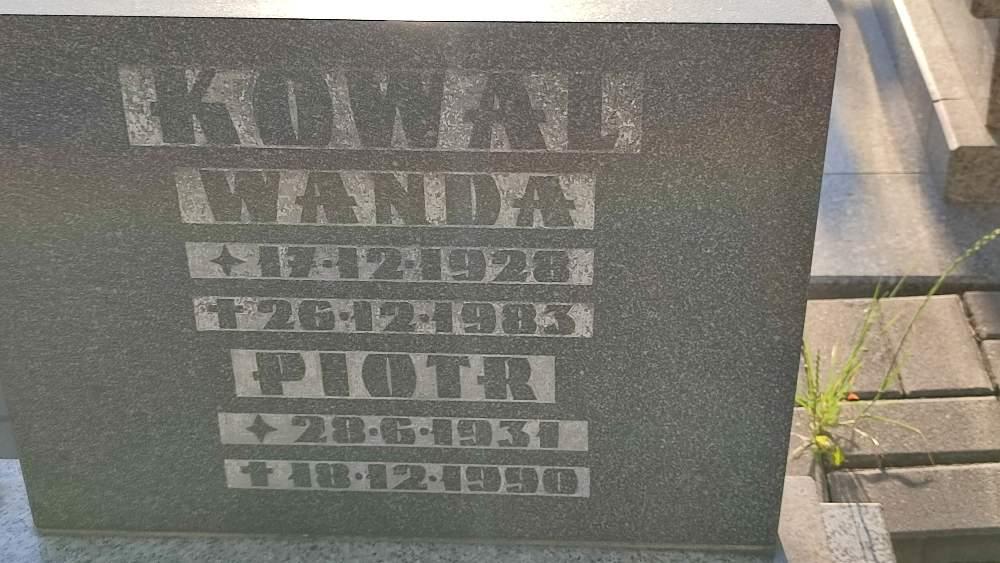 KOWAL
WANDA
✦ 17·12·1928
✝ 26·12·1983
PIOTR
✦ 28·6·1931
✝ 18·12·1990